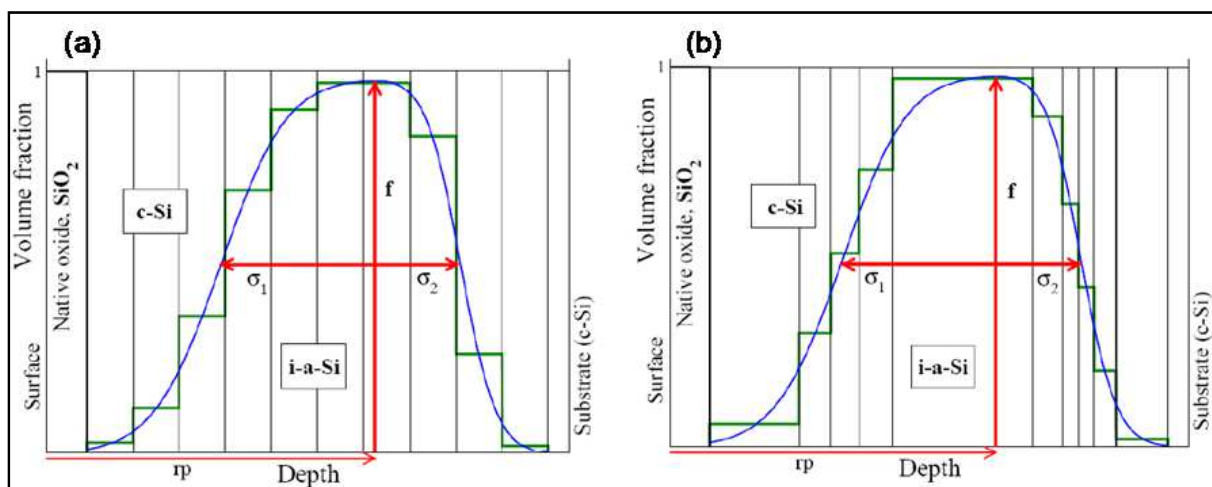 (a)
1
Volume fraction
Native oxide, SiO₂
Surface
c-Si
f
σ₁
σ₂
i-a-Si
Substrate (c-Si)
rp
Depth
(b)
1
Volume fraction
Native oxide, SiO₂
Surface
c-Si
f
σ₁
σ₂
i-a-Si
Substrate (c-Si)
rp
Depth